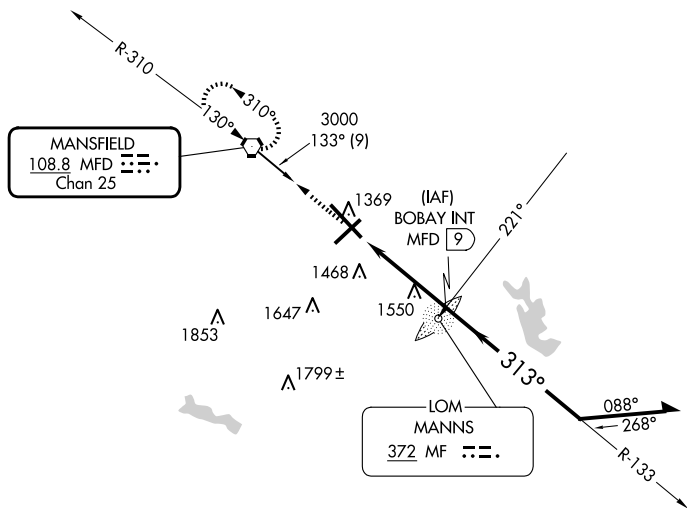 R-310
310°
130°
3000
133° (9)
MANSFIELD
108.8 MFD
Chan 25
1369
(IAF)
BOBAY INT
MFD 9
221°
1468
1550
1647
1853
1799 ±
313°
LOM
MANNS
372 MF
088°
268°
R-133